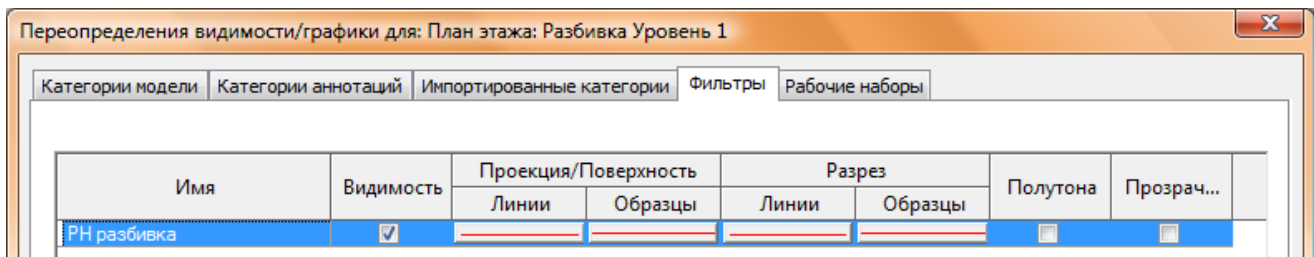 Переопределения видимости/графики для: План этажа: Разбивка Уровень 1
Категории модели Категории аннотаций Импортированные категории Фильтры Рабочие наборы
Имя Видимость Проекция/Поверхность Разрез Полутона Прозрач...
Линии Образцы Линии Образцы
РН разбивка